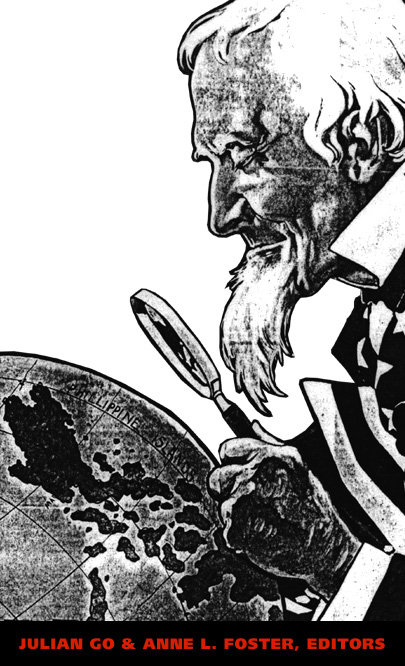 PHILIPPINE ISLANDS
JULIAN GO & ANNE L. FOSTER, EDITORS